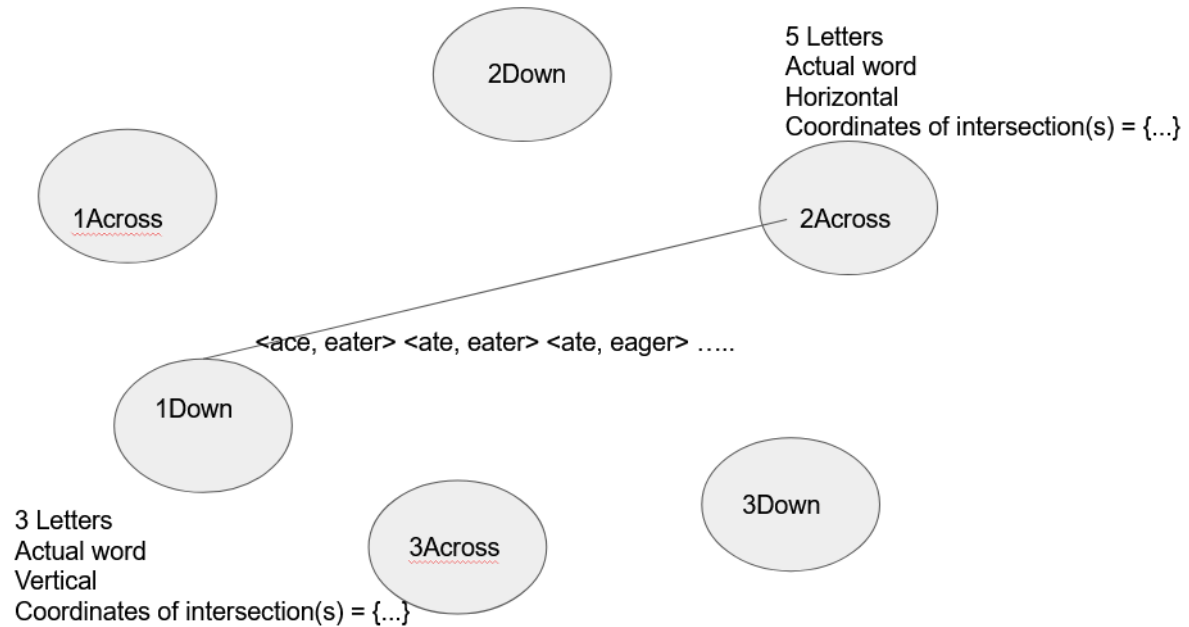 2Down
5 Letters
Actual word
Horizontal
Coordinates of intersection(s) = {...}
1Across
2Across
<ace, eater> <ate, eater> <ate, eager> .....
1Down
3 Letters
Actual word
Vertical
Coordinates of intersection(s) = {...}
3Across
3Down